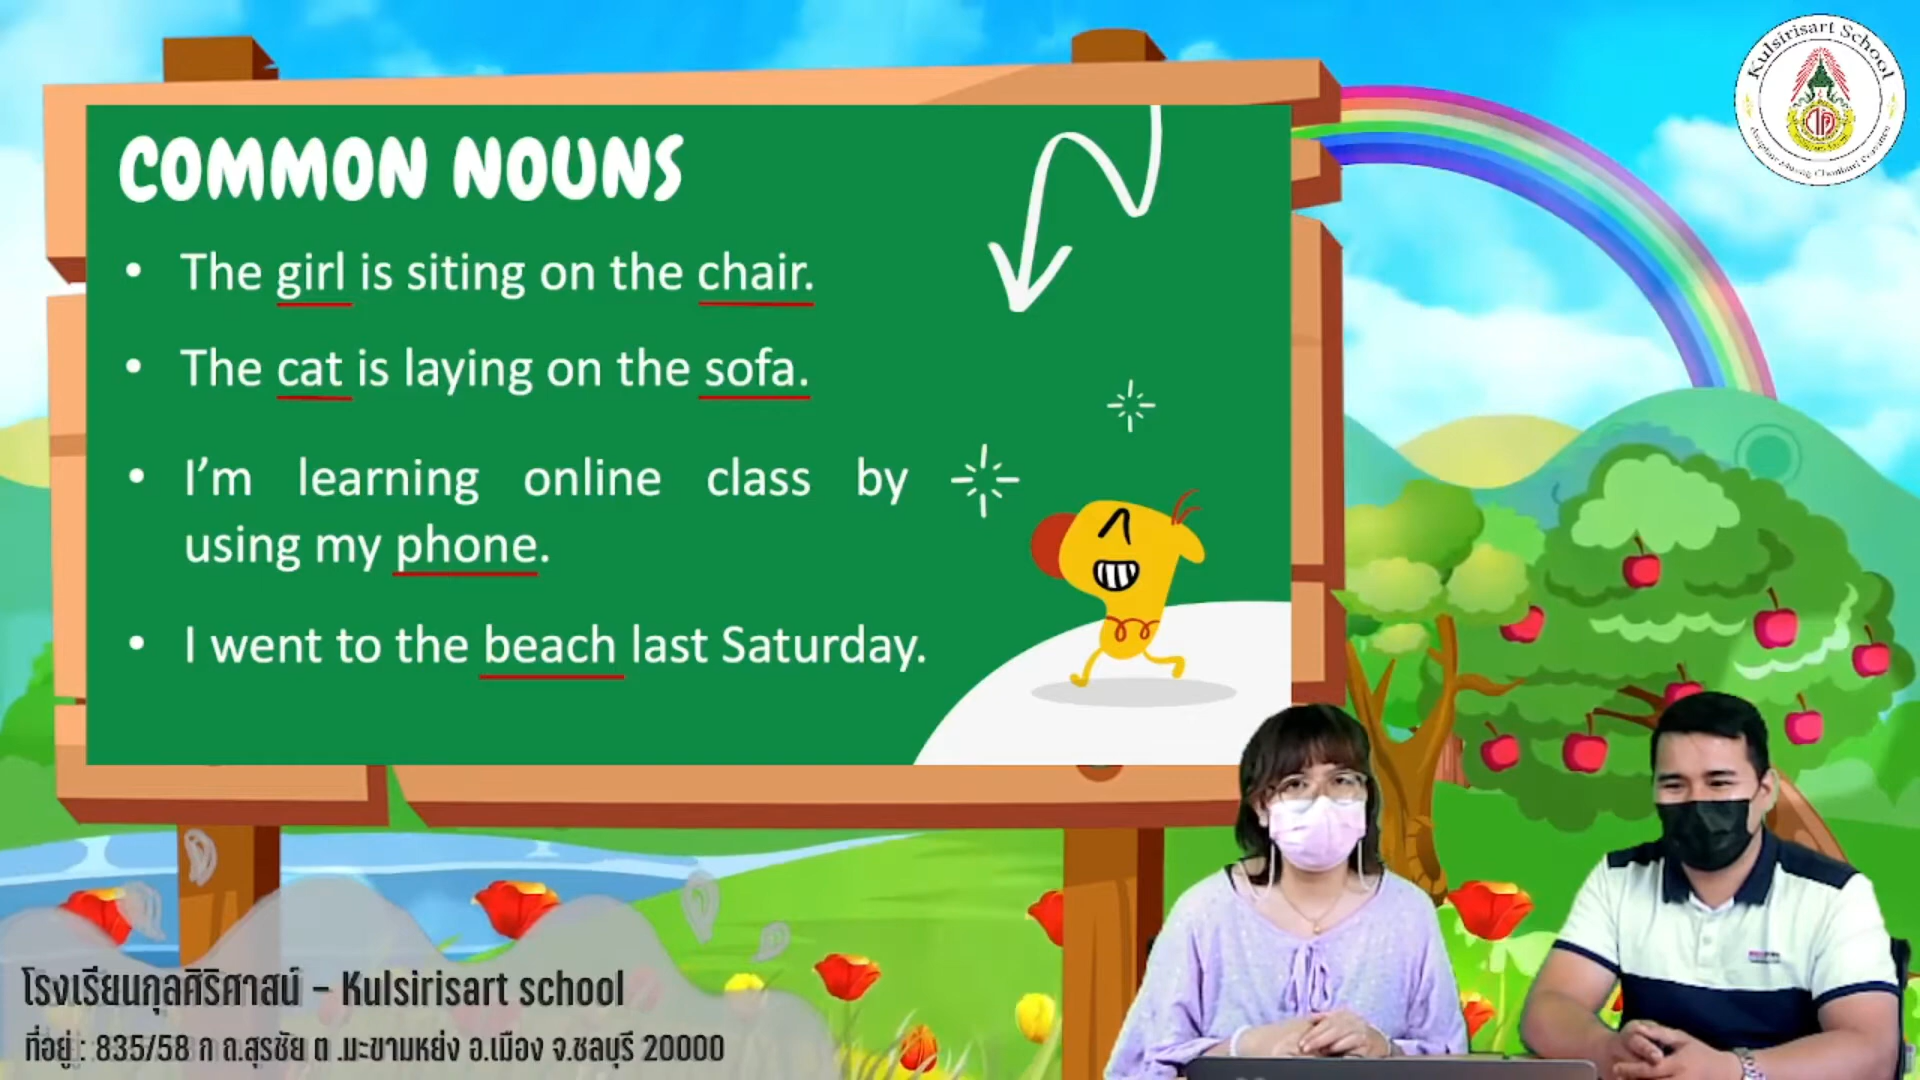 COMMON NOUNS
• The girl is siting on the chair.
• The cat is laying on the sofa.
• I'm learning online class by
using my phone.
• I went to the beach last Saturday.
Kulsirisart School
โรงเรียนกุลศิริศาสน์ - Kulsirisart school
ที่อยู่ : 835/58 ก ถ.สุรชัย ต .มะขามหย่ง อ.เมือง จ.ชลบุรี 20000